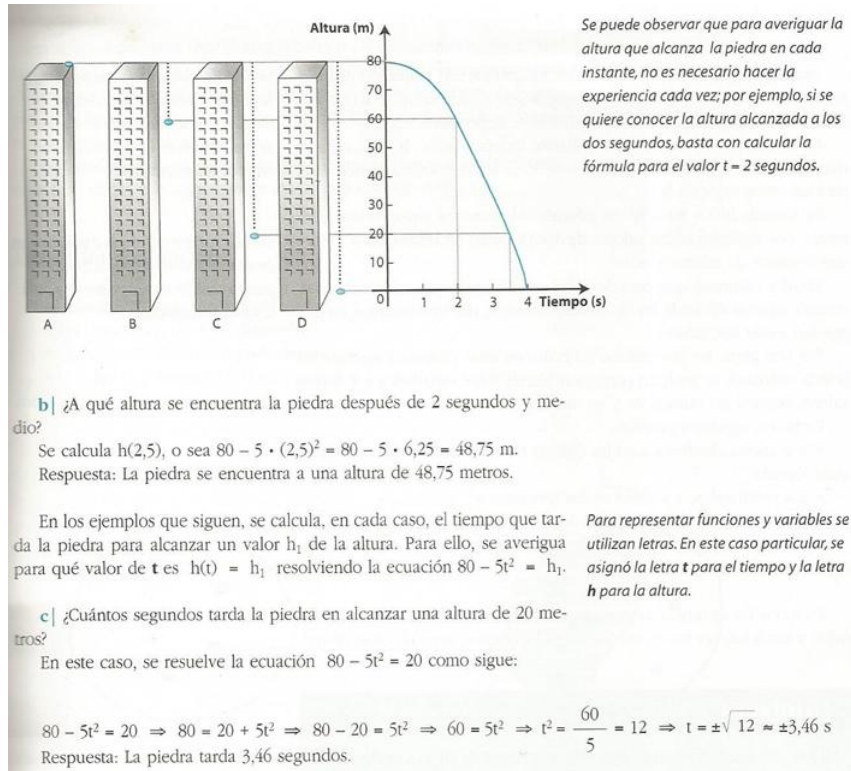 Altura (m)
80
70
60
50
40
30
20
10
0
1
2
3
4 Tiempo (s)
A
B
C
D
Se puede observar que para averiguar la
altura que alcanza la piedra en cada
instante, no es necesario hacer la
experiencia cada vez; por ejemplo, si se
quiere conocer la altura alcanzada a los
dos segundos, basta con calcular la
fórmula para el valor t = 2 segundos.
b| ¿A qué altura se encuentra la piedra después de 2 segundos y me-
dio?
Se calcula h(2,5), o sea 80 – 5 • (2,5)² = 80 – 5 • 6,25 = 48,75 m.
Respuesta: La piedra se encuentra a una altura de 48,75 metros.
En los ejemplos que siguen, se calcula, en cada caso, el tiempo que tar-
da la piedra para alcanzar un valor h₁ de la altura. Para ello, se averigua
para qué valor de t es h(t) = h₁ resolviendo la ecuación 80 – 5t² = h₁.
Para representar funciones y variables se
utilizan letras. En este caso particular, se
asignó la letra t para el tiempo y la letra
h para la altura.
c| ¿Cuántos segundos tarda la piedra en alcanzar una altura de 20 me-
tros?
En este caso, se resuelve la ecuación 80 – 5t² = 20 como sigue:
80 – 5t² = 20 ⇒ 80 = 20 + 5t² ⇒ 80 – 20 = 5t² ⇒ 60 = 5t² ⇒ t² = 60/5 = 12 ⇒ t = ±√12 ≈ ±3,46 s
Respuesta: La piedra tarda 3,46 segundos.